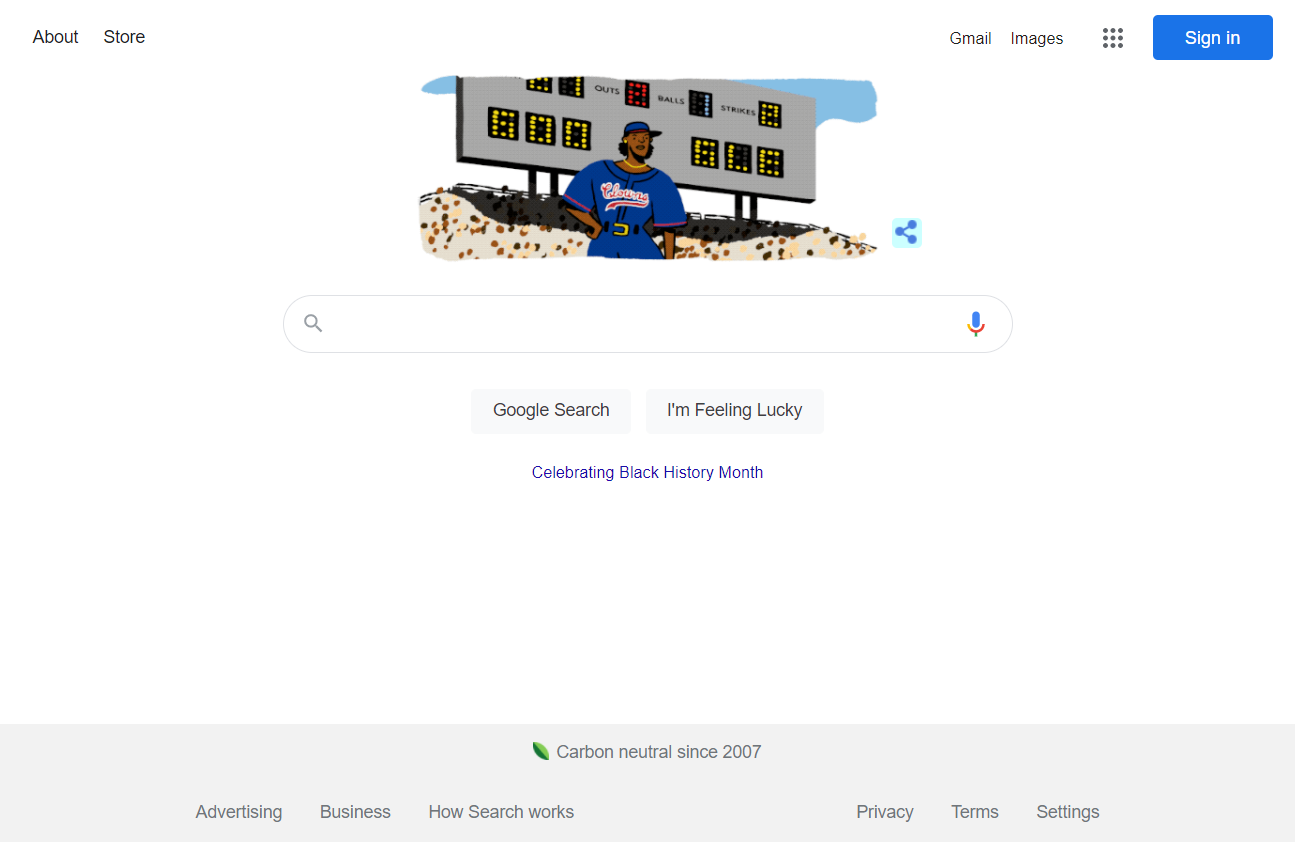 About Store
Gmail Images
Sign in
OUTS
BALLS
STRIKES
Clowns
Google Search
I'm Feeling Lucky
Celebrating Black History Month
Carbon neutral since 2007
Advertising Business How Search works
Privacy Terms Settings